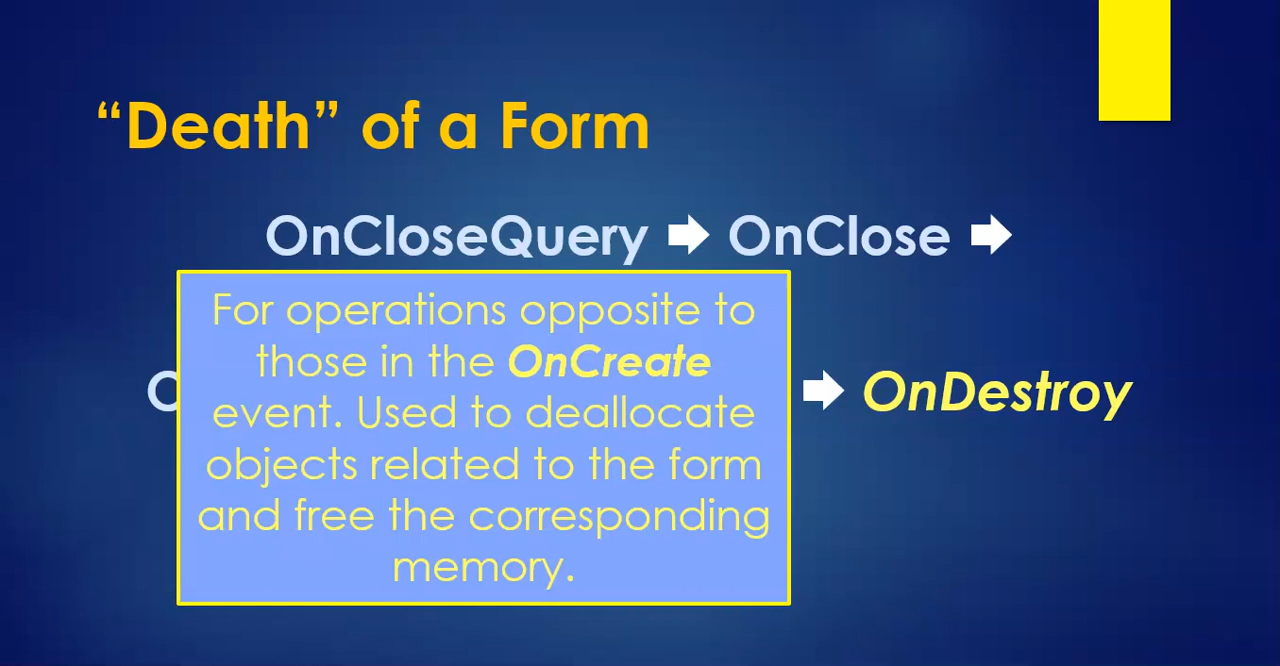 “Death” of a Form
OnCloseQuery ➡ OnClose ➡
For operations opposite to
those in the OnCreate
event. Used to deallocate
objects related to the form
and free the corresponding
memory.
➡ OnDestroy